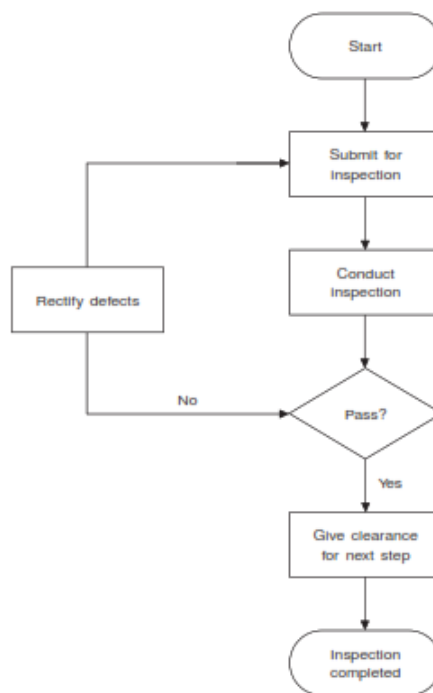 Start
Submit for
inspection
Conduct
inspection
Rectify defects
No
Pass?
Yes
Give clearance
for next step
Inspection
completed